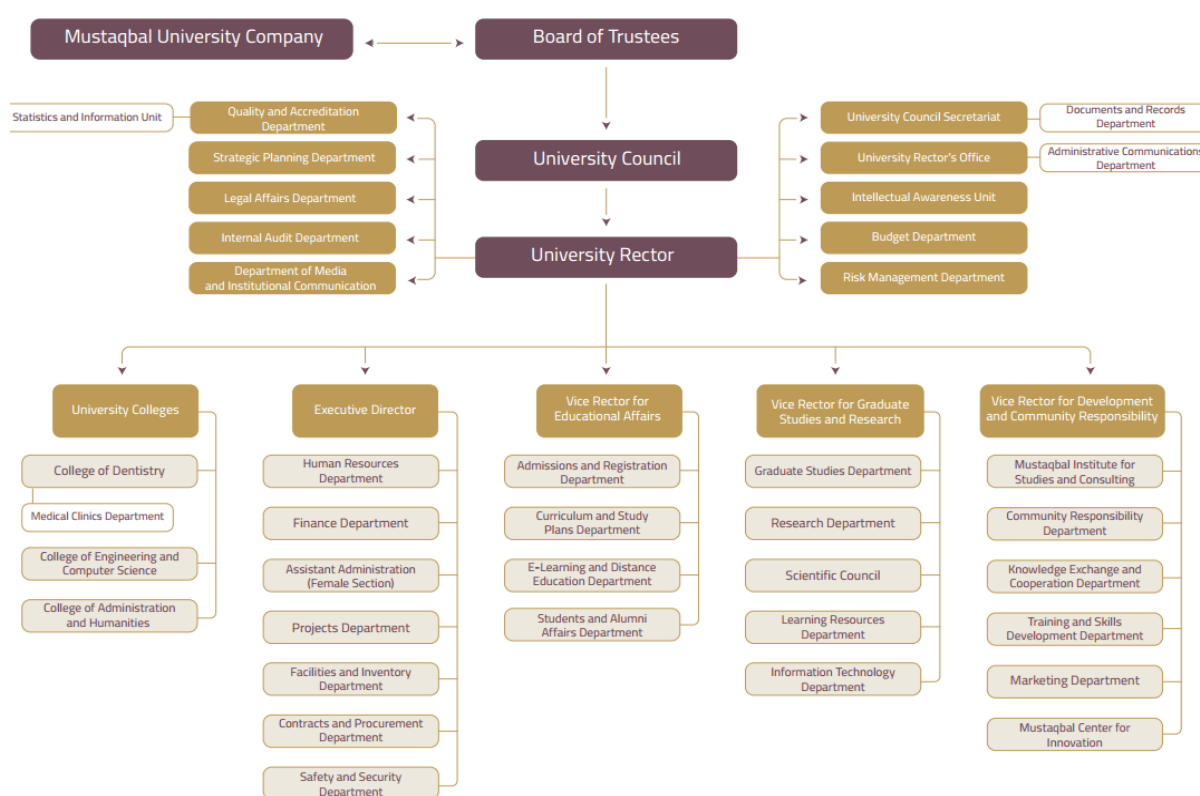 Mustaqbal University Company
Board of Trustees
Statistics and Information Unit
Quality and Accreditation
Department
Strategic Planning Department
Legal Affairs Department
Internal Audit Department
Department of Media
and Institutional Communication
University Council
University Rector
University Council Secretariat
Documents and Records
Department
University Rector's Office
Administrative Communications
Department
Intellectual Awareness Unit
Budget Department
Risk Management Department
University Colleges
College of Dentistry
Medical Clinics Department
College of Engineering and
Computer Science
College of Administration
and Humanities
Executive Director
Human Resources
Department
Finance Department
Assistant Administration
(Female Section)
Projects Department
Facilities and Inventory
Department
Contracts and Procurement
Department
Safety and Security
Department
Vice Rector for
Educational Affairs
Admissions and Registration
Department
Curriculum and Study
Plans Department
E-Learning and Distance
Education Department
Students and Alumni
Affairs Department
Vice Rector for Graduate
Studies and Research
Graduate Studies Department
Research Department
Scientific Council
Learning Resources
Department
Information Technology
Department
Vice Rector for Development
and Community Responsibility
Mustaqbal Institute for
Studies and Consulting
Community Responsibility
Department
Knowledge Exchange and
Cooperation Department
Training and Skills
Development Department
Marketing Department
Mustaqbal Center for
Innovation